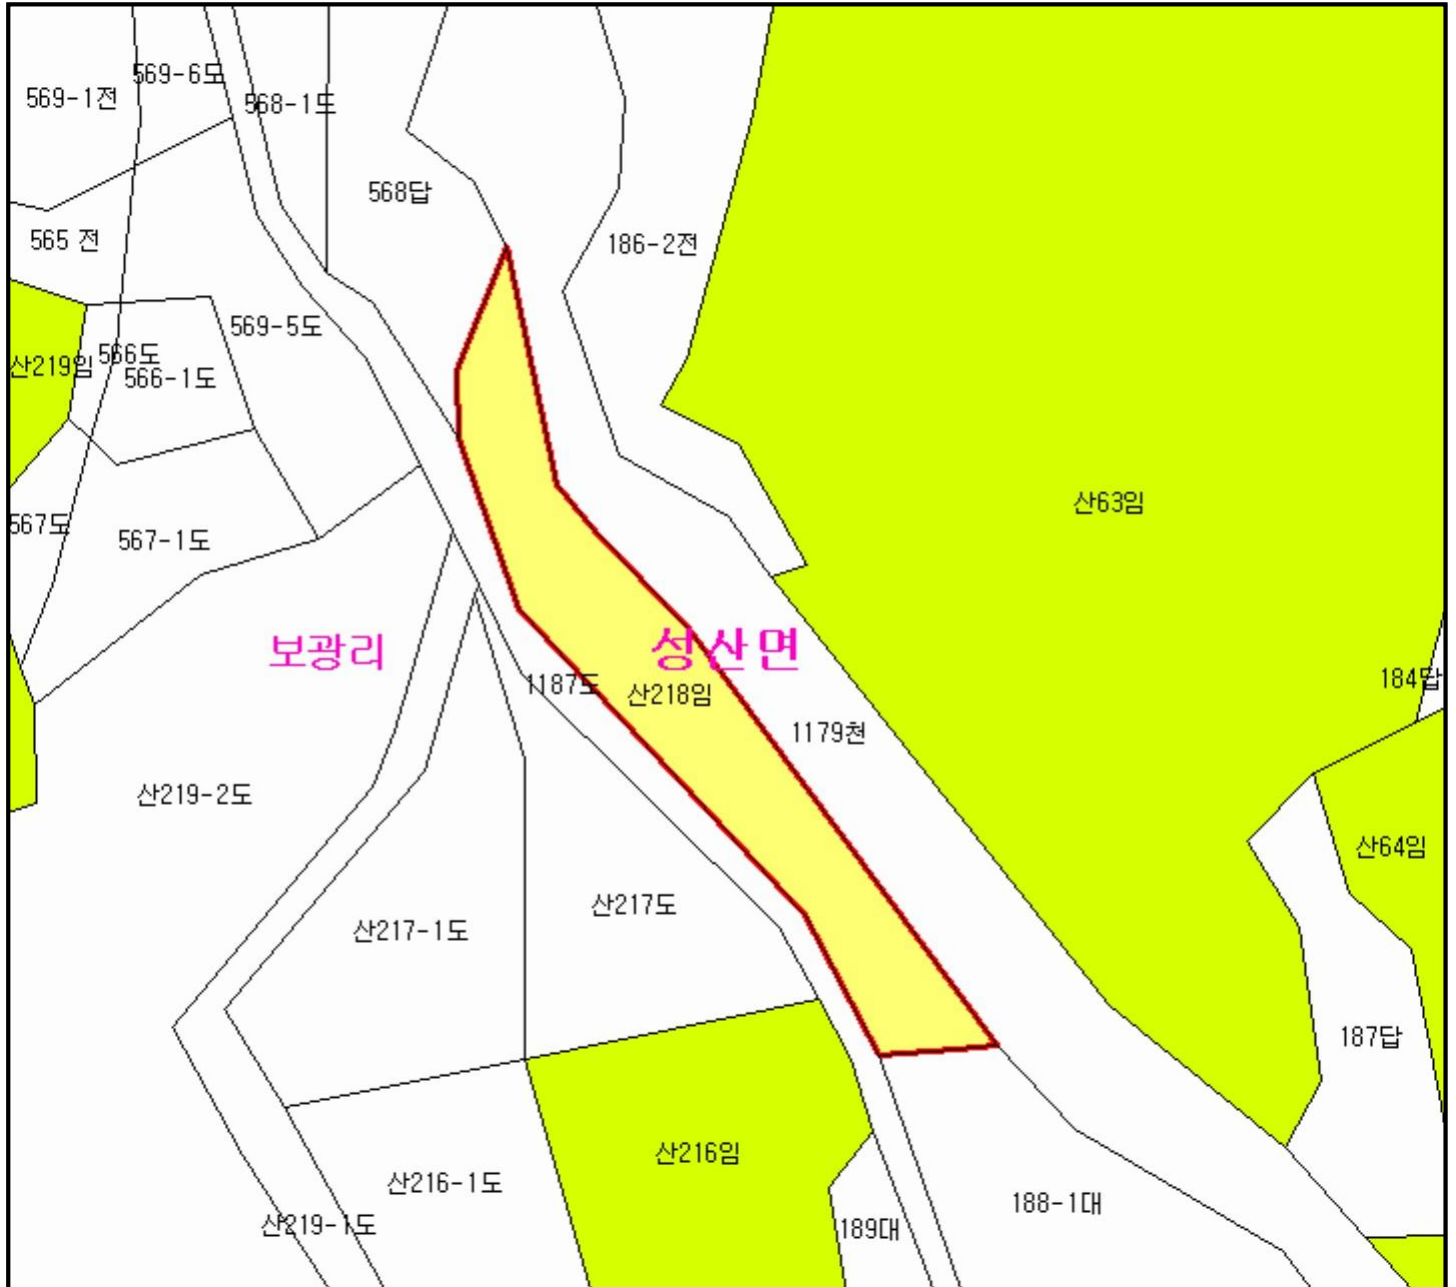 569-6도
569-1전
568-1도
568답
565 전
186-2전
569-5도
566도
산219임
566-1도
산63임
567도
567-1도
보광리
성산면
184답
1187도
산218임
1179천
산219-2도
산64임
산217도
산217-1도
187답
산216임
산216-1도
188-1대
산219-1도
189대